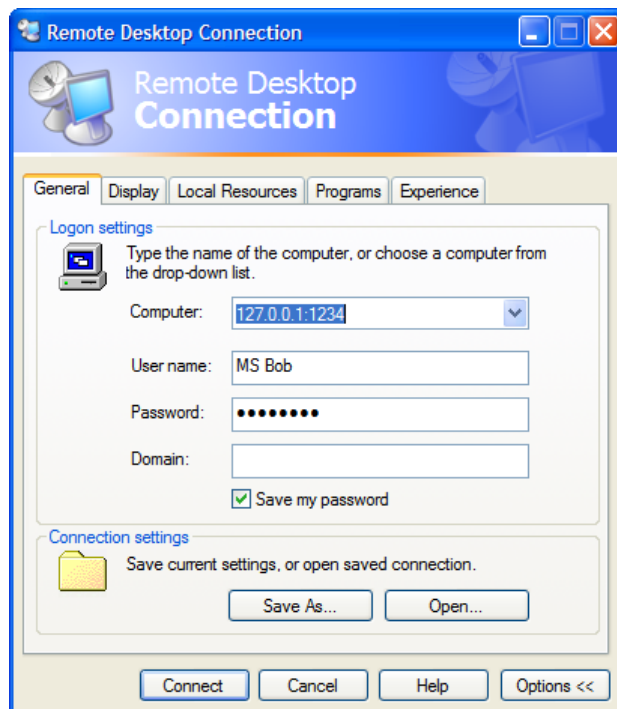 Remote Desktop Connection
Remote Desktop
Connection
General Display Local Resources Programs Experience
Logon settings
Type the name of the computer, or choose a computer from
the drop-down list.
Computer: 127.0.0.1:1234
User name: MS Bob
Password: ●●●●●●●●
Domain:
Save my password
Connection settings
Save current settings, or open saved connection.
Save As... Open...
Connect Cancel Help Options <<